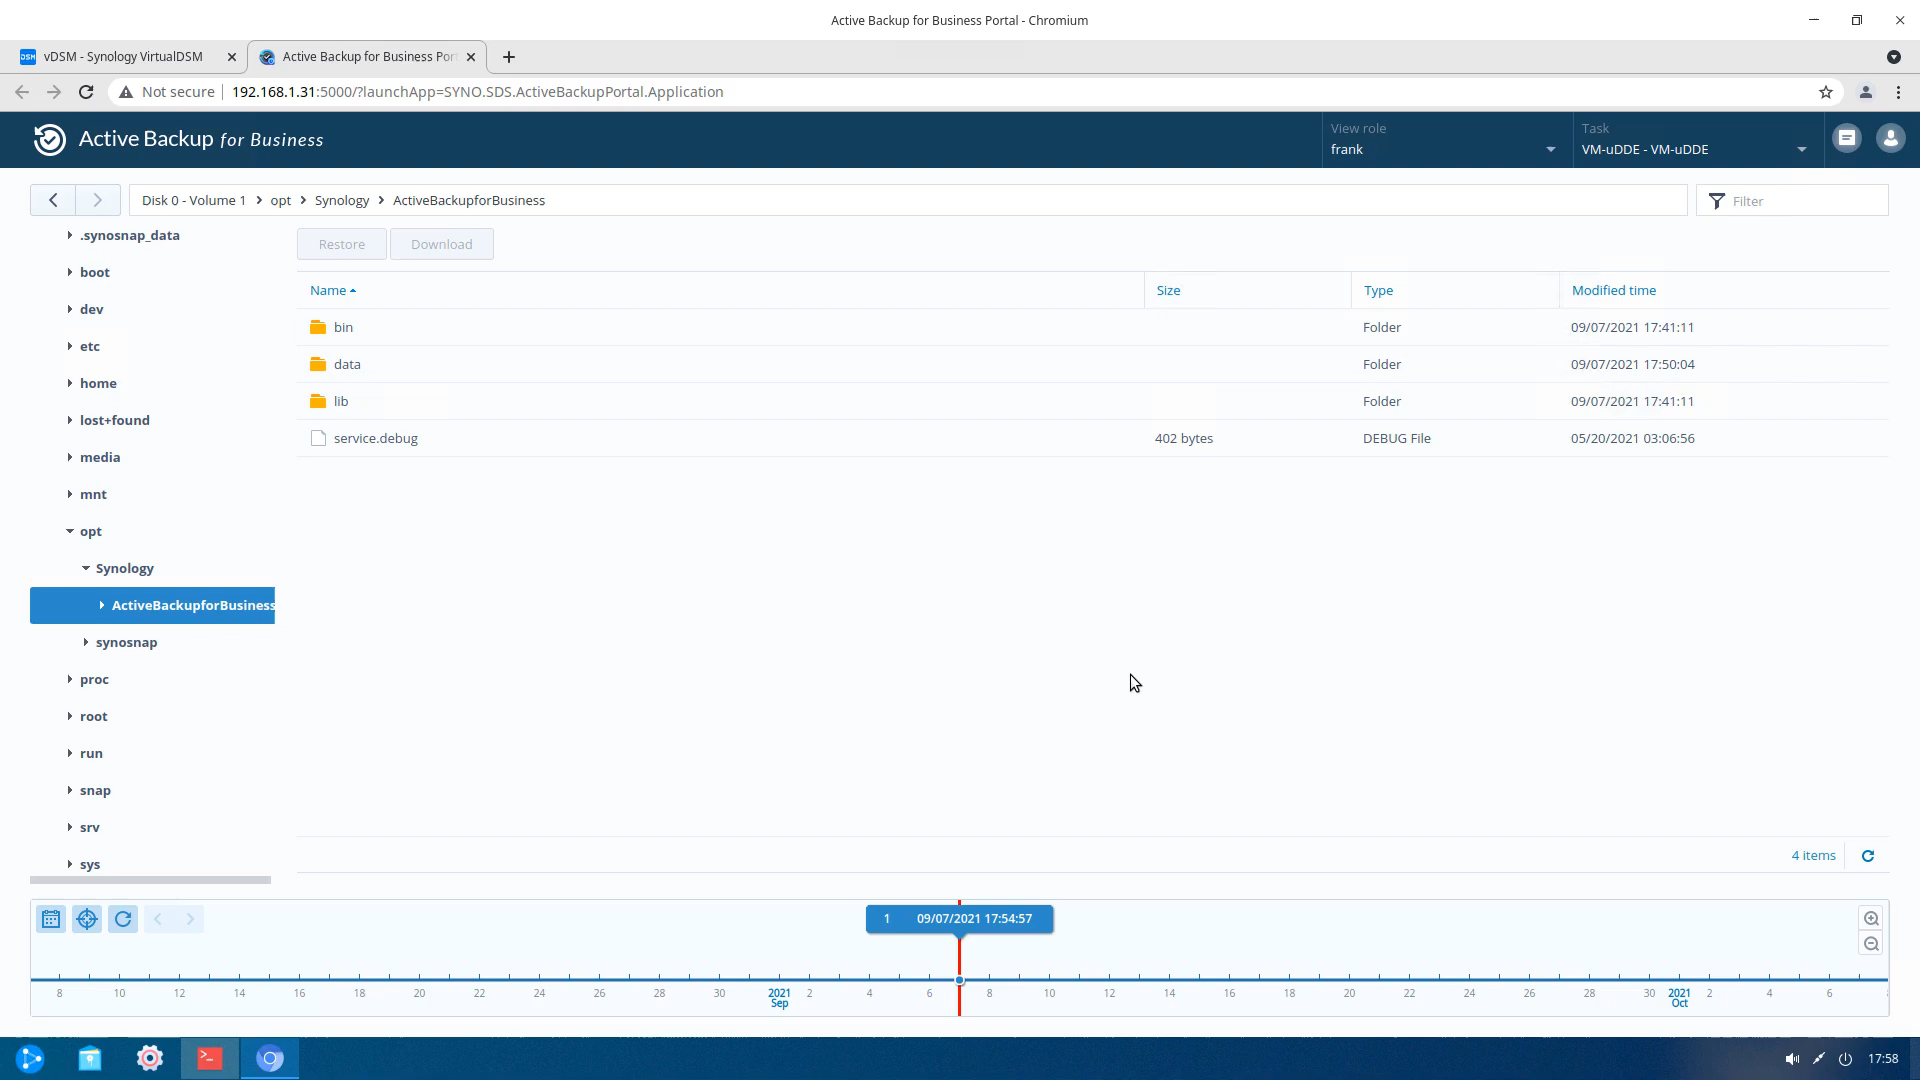 Active Backup for Business Portal - Chromium
vDSM - Synology VirtualDSM
Active Backup for Business Port
Not secure
192.168.1.31:5000/?launchApp=SYNO.SDS.ActiveBackupPortal.Application
Active Backup for Business
View role
frank
Task
VM-uDDE - VM-uDDE
Disk 0 - Volume 1
opt
Synology
ActiveBackupforBusiness
Filter
.synosnap_data
boot
dev
etc
home
lost+found
media
mnt
opt
Synology
ActiveBackupforBusiness
synosnap
proc
root
run
snap
srv
sys
Restore
Download
Name Size Type Modified time
bin Folder 09/07/2021 17:41:11
data Folder 09/07/2021 17:50:04
lib Folder 09/07/2021 17:41:11
service.debug 402 bytes DEBUG File 05/20/2021 03:06:56
4 items
1 09/07/2021 17:54:57
8 10 12 14 16 18 20 22 24 26 28 30 2021 2 4 6 8 10 12 14 16 18 20 22 24 26 28 30 2021 2 4 6
Sep Oct
17:58